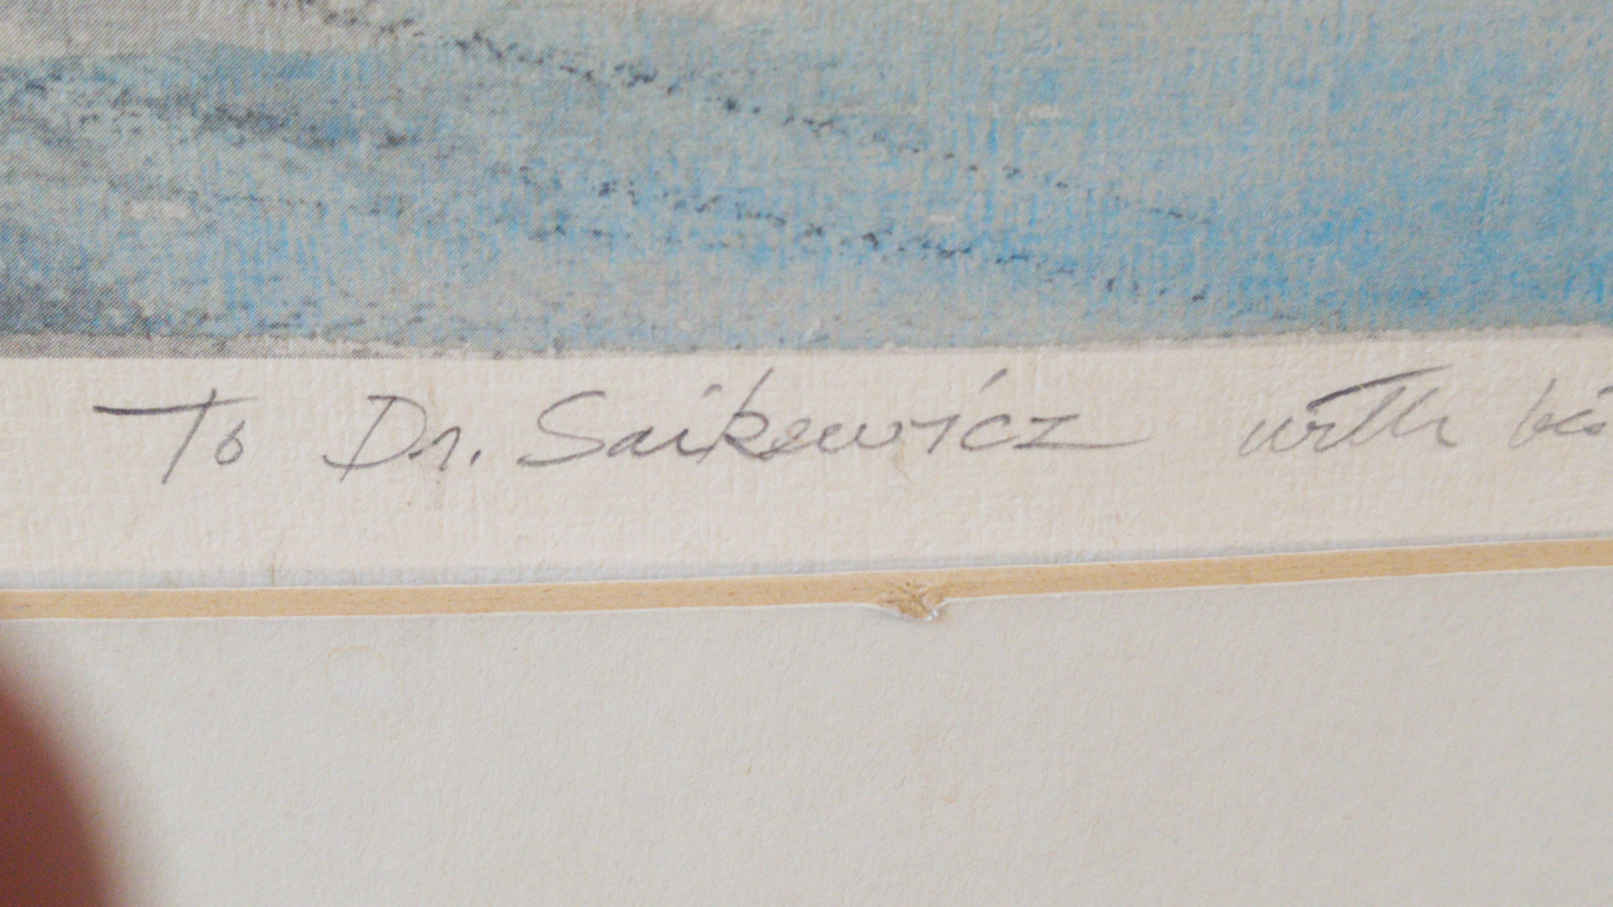 To Dr. Saikewicz with